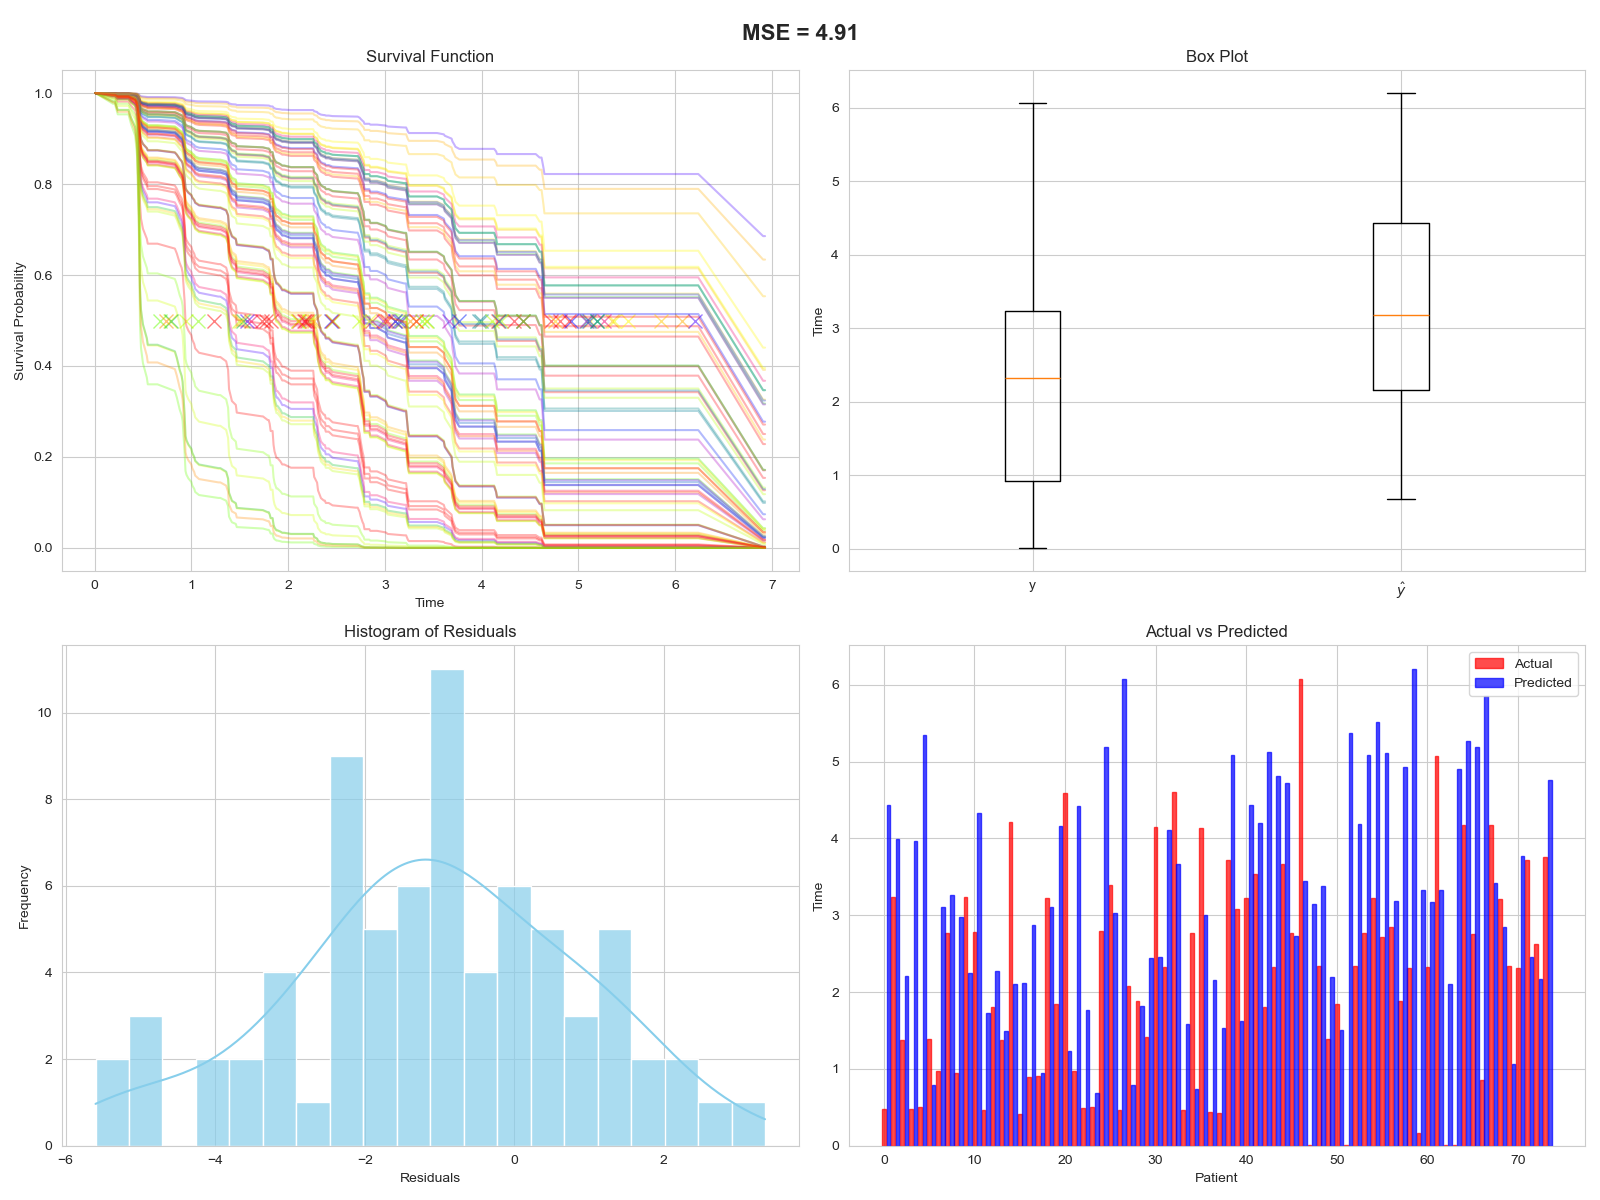 MSE = 4.91
Survival Function
Survival Probability
1.0
0.8
0.6
0.4
0.2
0.0
0 1 2 3 4 5 6 7
Time
Box Plot
Time
6
5
4
3
2
1
0
y ŷ
Histogram of Residuals
Frequency
10
8
6
4
2
0
−6 −4 −2 0 2
Residuals
Actual vs Predicted
Actual
Predicted
Time
6
5
4
3
2
1
0
0 10 20 30 40 50 60 70
Patient